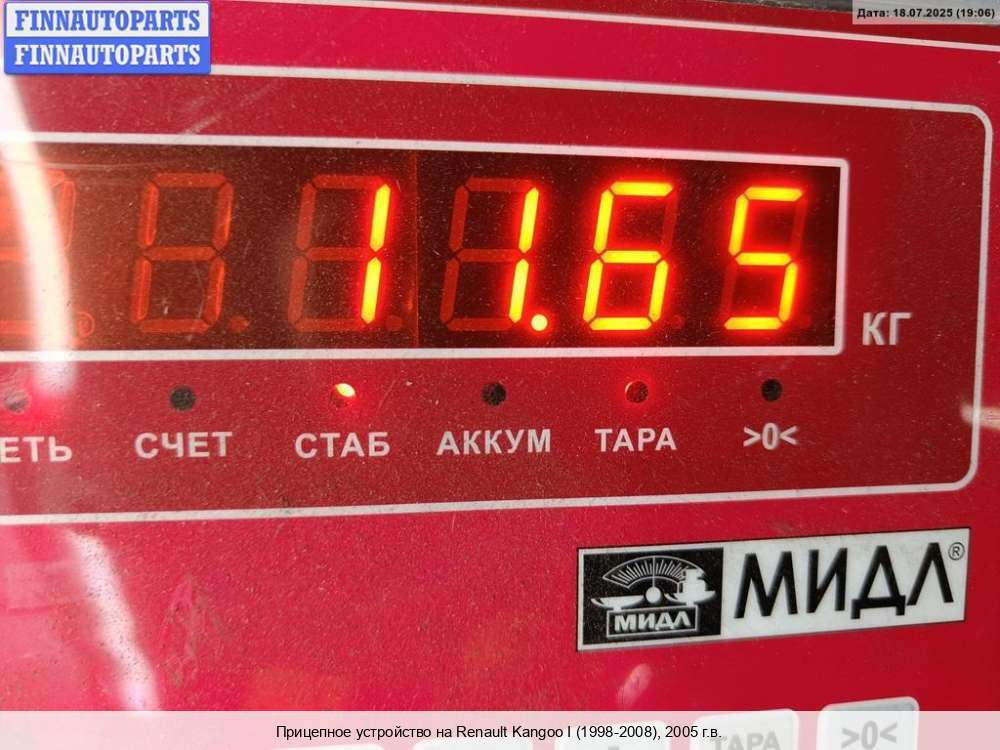 FINNAUTOPARTS
FINNAUTOPARTS
Дата: 18.07.2025 (19:06)
11.65
КГ
ЕТЬ СЧЕТ СТАБ АККУМ ТАРА >0<
МИДЛ
МИДЛ®
ТАРА >0<
Прицепное устройство на Renault Kangoo I (1998-2008), 2005 г.в.